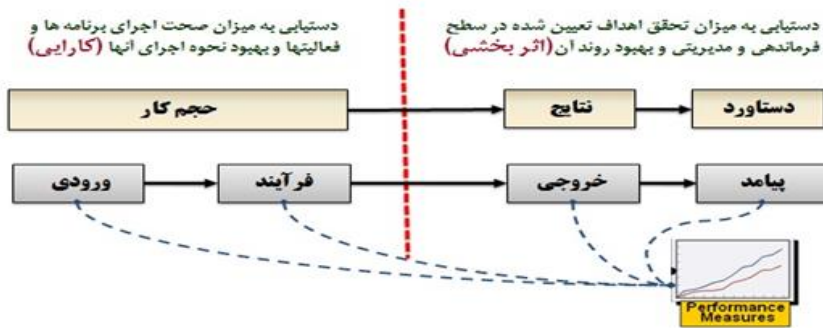 دستیابی به میزان تحقق اهداف تعیین شده در سطح
فرماندهی و مدیریتی و بهبود روند آن(اثر بخشی)
دستیابی به میزان صحت اجرای برنامه ها و
فعالیتها و بهبود نحوه اجرای آنها (کارایی)
دستاورد
نتایج
حجم کار
پیامد
خروجی
فرآیند
ورودی
Performance
Measures